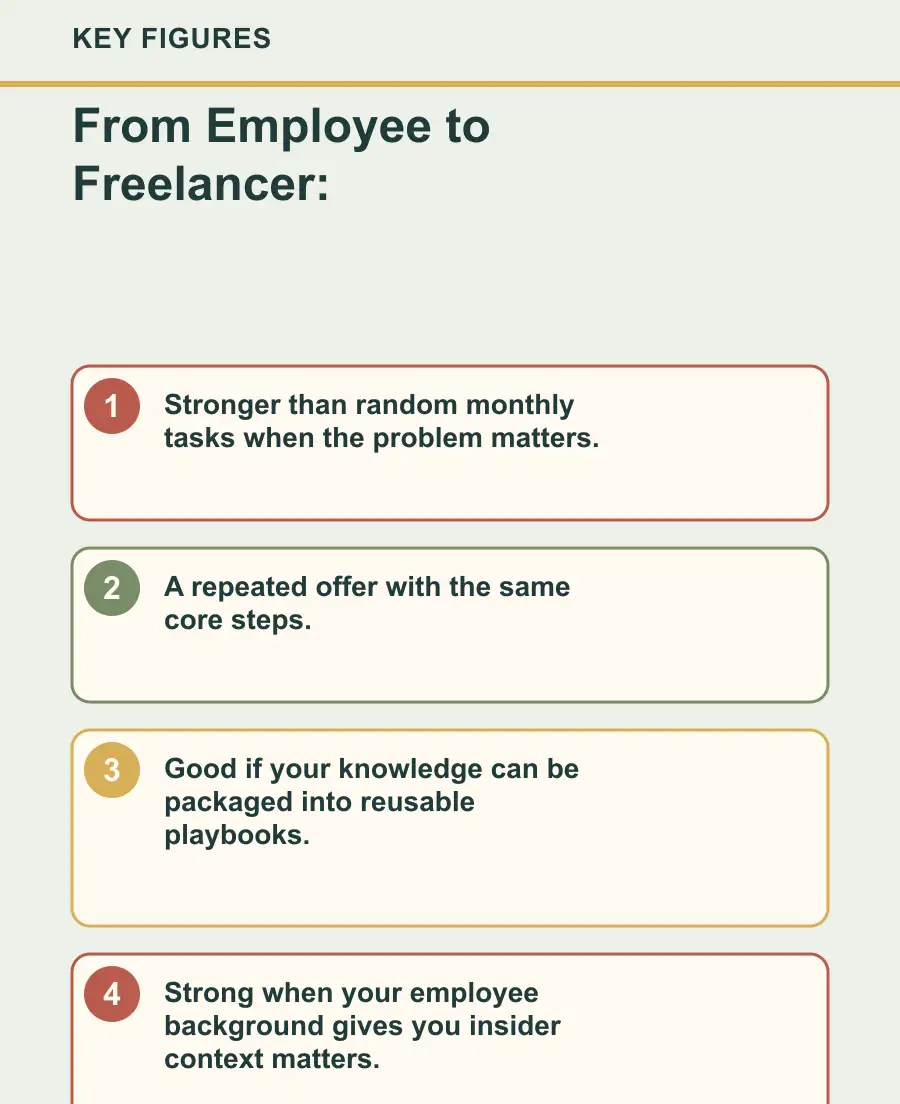 KEY FIGURES
From Employee to
Freelancer:
1
Stronger than random monthly
tasks when the problem matters.
2
A repeated offer with the same
core steps.
3
Good if your knowledge can be
packaged into reusable
playbooks.
4
Strong when your employee
background gives you insider
context matters.